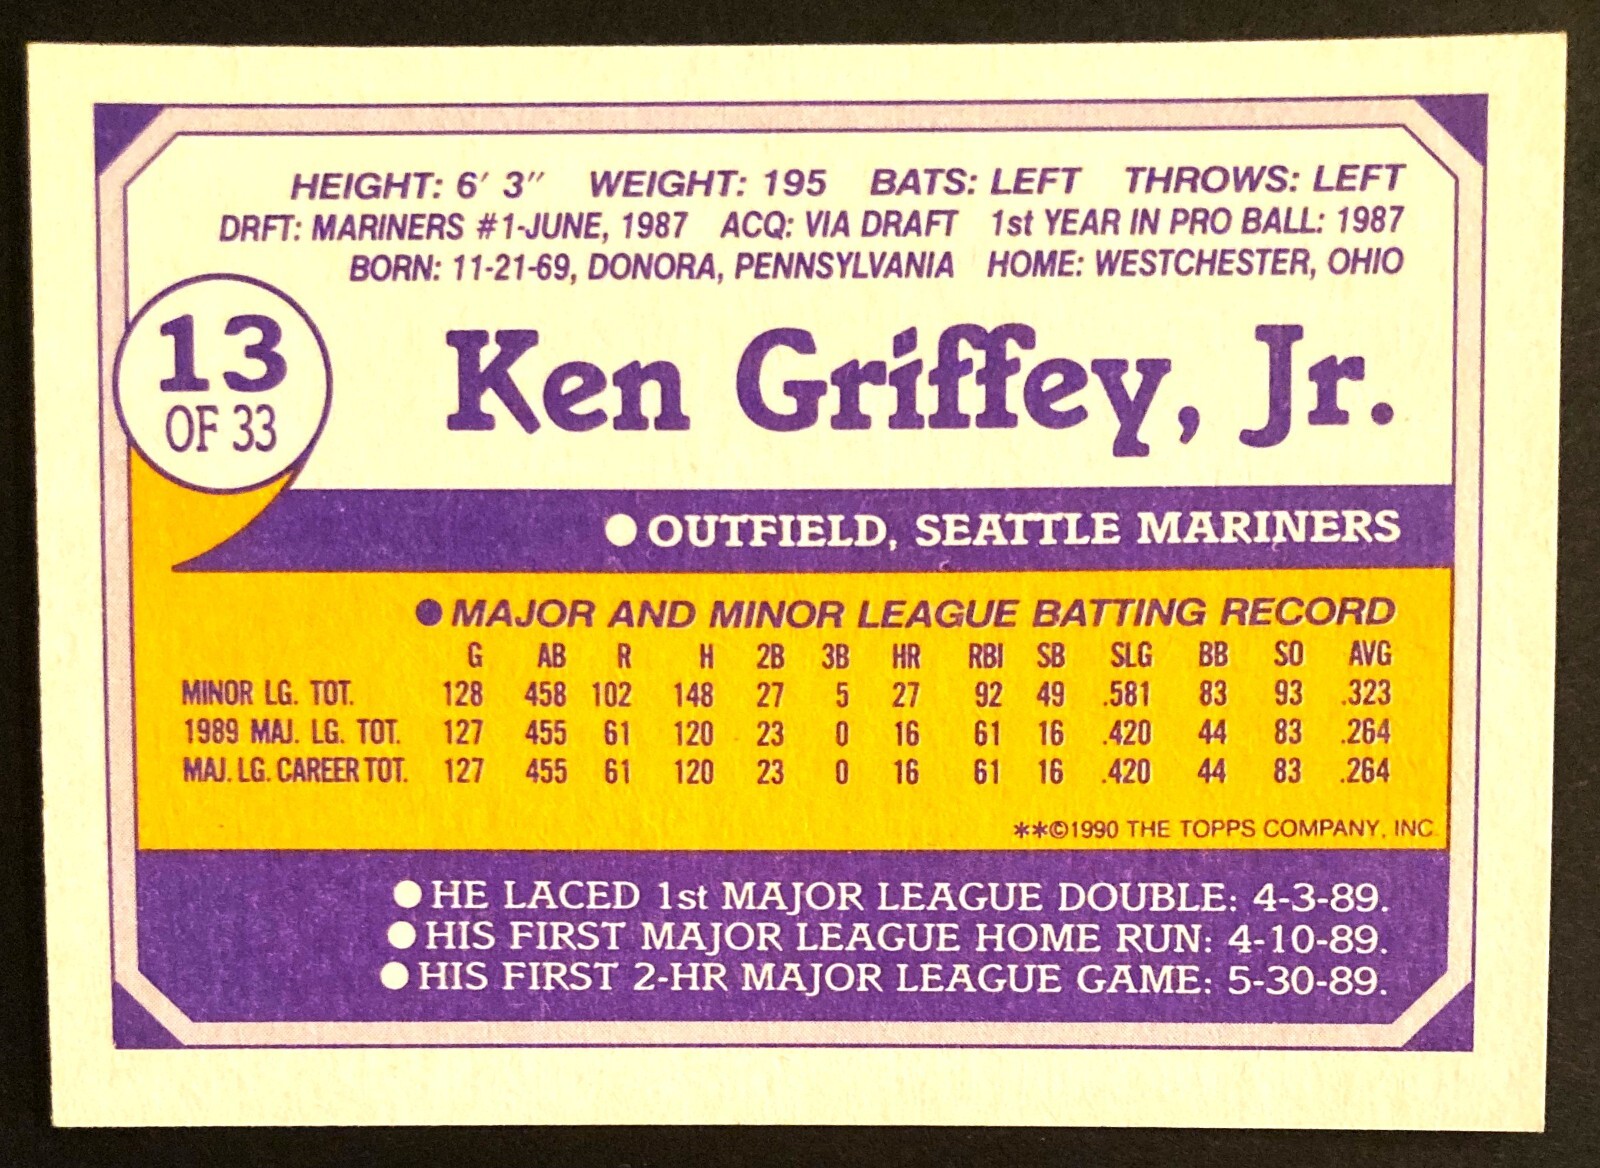 HEIGHT: 6' 3" WEIGHT: 195 BATS: LEFT THROWS: LEFT
DRFT: MARINERS #1-JUNE, 1987 ACQ: VIA DRAFT 1st YEAR IN PRO BALL: 1987
BORN: 11-21-69, DONORA, PENNSYLVANIA HOME: WESTCHESTER, OHIO
13
OF 33
Ken Griffey, Jr.
●OUTFIELD, SEATTLE MARINERS
●MAJOR AND MINOR LEAGUE BATTING RECORD
G AB R H 2B 3B HR RBI SB SLG BB SO AVG
MINOR LG. TOT. 128 458 102 148 27 5 27 92 49 .581 83 93 .323
1989 MAJ. LG. TOT. 127 455 61 120 23 0 16 61 16 .420 44 83 .264
MAJ. LG. CAREER TOT. 127 455 61 120 23 0 16 61 16 .420 44 83 .264
**©1990 THE TOPPS COMPANY, INC.
●HE LACED 1st MAJOR LEAGUE DOUBLE: 4-3-89.
●HIS FIRST MAJOR LEAGUE HOME RUN: 4-10-89.
●HIS FIRST 2-HR MAJOR LEAGUE GAME: 5-30-89.